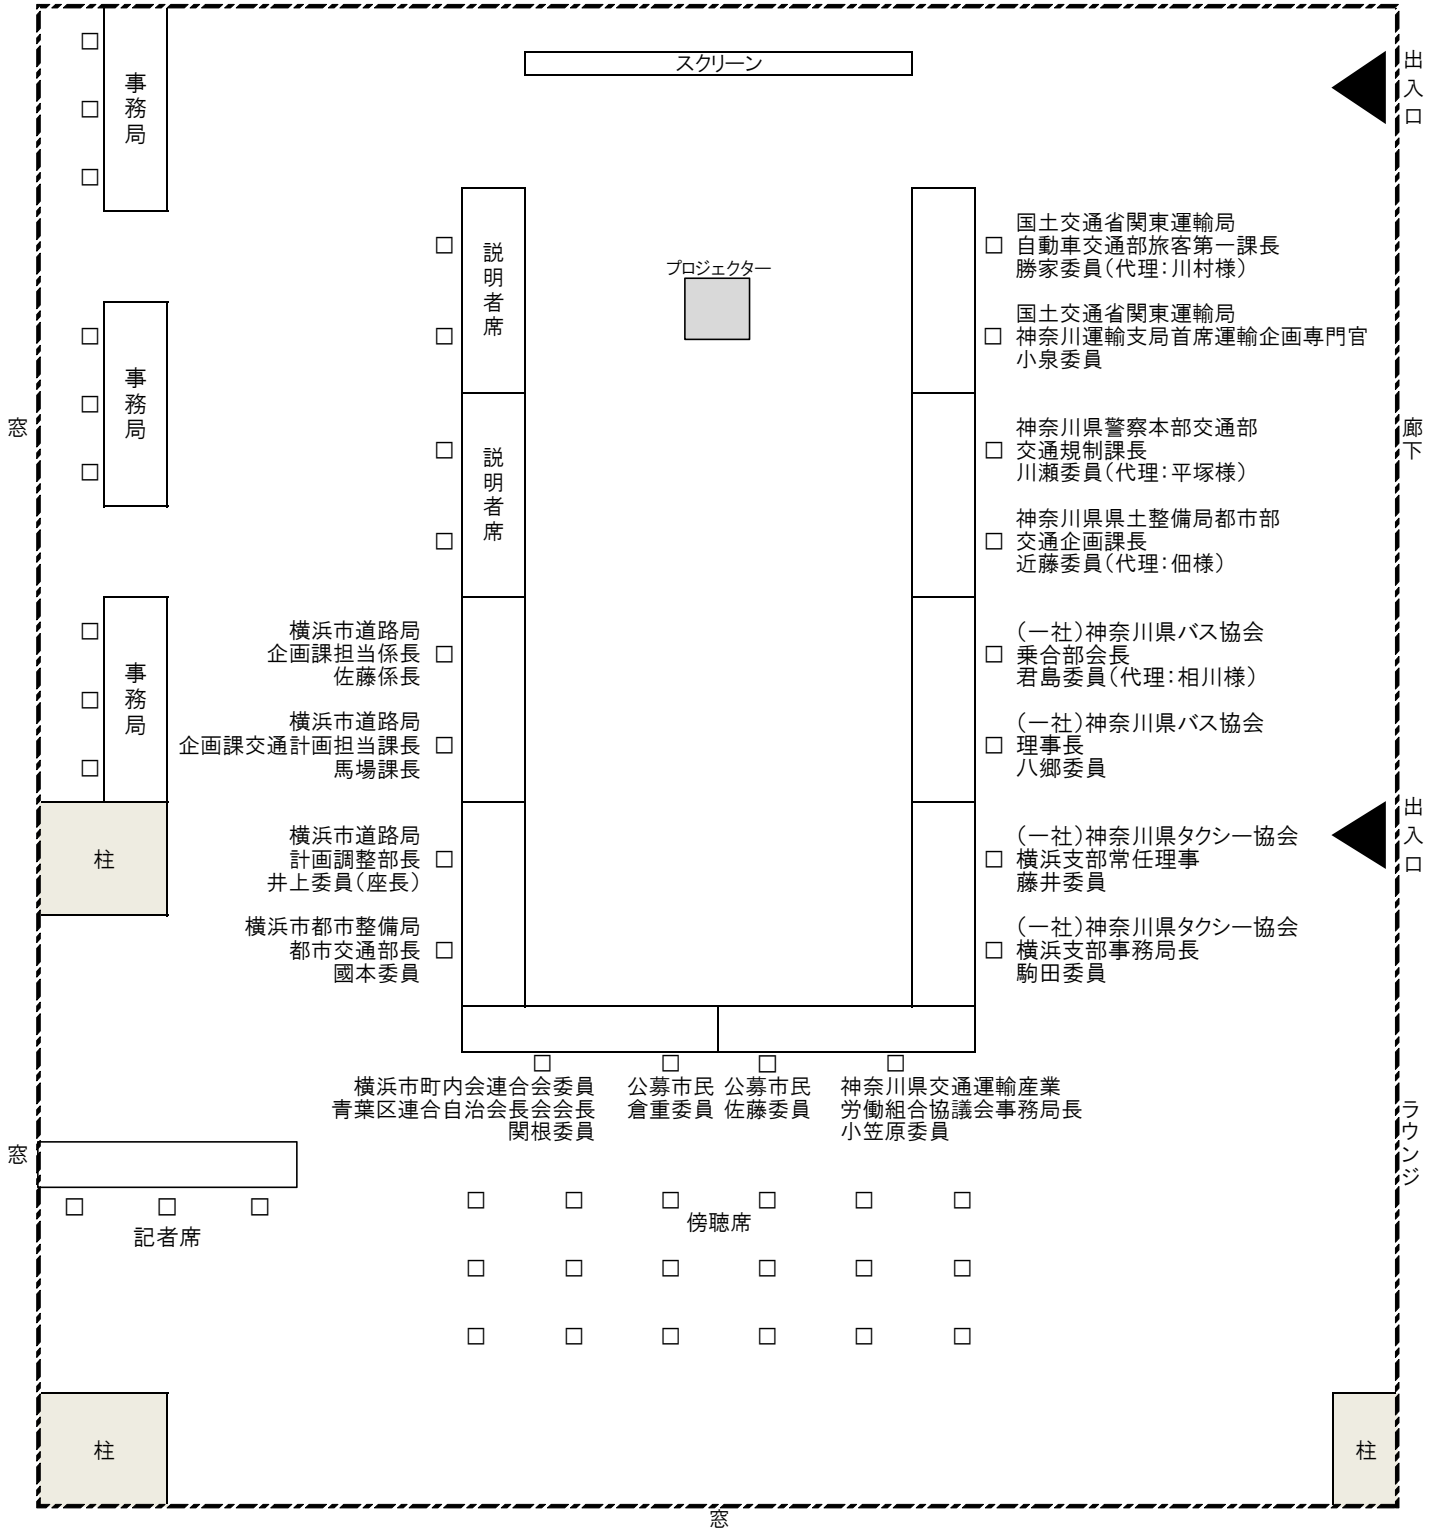 スクリーン
出入口
事務局
説明者席
プロジェクター
国土交通省関東運輸局
自動車交通部旅客第一課長
勝家委員(代理:川村様)
国土交通省関東運輸局
神奈川運輸支局首席運輸企画専門官
小泉委員
窓
事務局
説明者席
神奈川県警察本部交通部
交通規制課長
川瀬委員(代理:平塚様)
廊下
神奈川県県土整備局都市部
交通企画課長
近藤委員(代理:佃様)
事務局
横浜市道路局
企画課担当係長
佐藤係長
(一社)神奈川県バス協会
乗合部会長
君島委員(代理:相川様)
横浜市道路局
企画課交通計画担当課長
馬場課長
(一社)神奈川県バス協会
理事長
八郷委員
柱
横浜市道路局
計画調整部長
井上委員(座長)
(一社)神奈川県タクシー協会
横浜支部常任理事
藤井委員
出入口
横浜市都市整備局
都市交通部長
國本委員
(一社)神奈川県タクシー協会
横浜支部事務局長
駒田委員
横浜市町内会連合会委員
青葉区連合自治会長会会長
関根委員
公募市民
倉重委員
公募市民
佐藤委員
神奈川県交通運輸産業
労働組合協議会事務局長
小笠原委員
窓
ラウンジ
記者席
傍聴席
柱
柱
窓